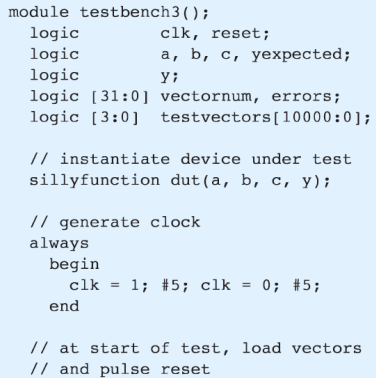 module testbench3();
  logic        clk, reset;
  logic        a, b, c, yexpected;
  logic        y;
  logic [31:0] vectornum, errors;
  logic [3:0]  testvectors[10000:0];

  // instantiate device under test
  sillyfunction dut(a, b, c, y);

  // generate clock
  always
    begin
      clk = 1; #5; clk = 0; #5;
    end

  // at start of test, load vectors
  // and pulse reset